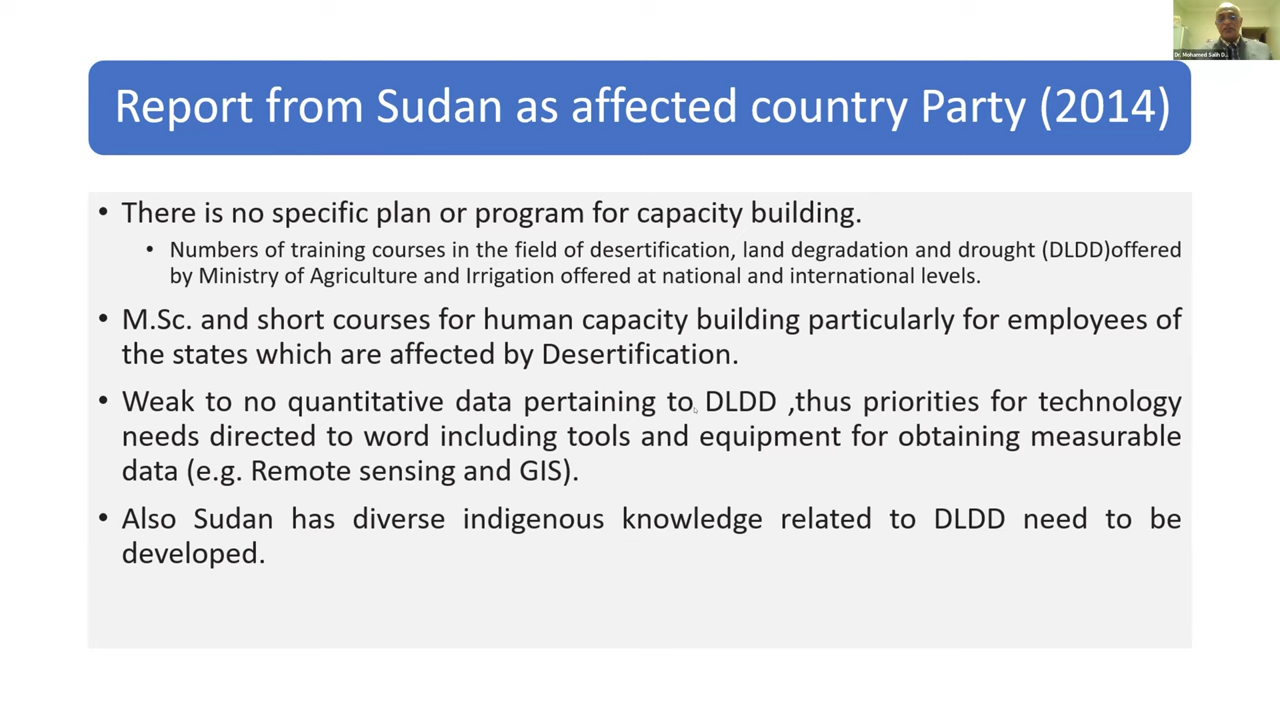 Dr. Mohamed Salih D...
Report from Sudan as affected country Party (2014)
• There is no specific plan or program for capacity building.
• Numbers of training courses in the field of desertification, land degradation and drought (DLDD)offered
by Ministry of Agriculture and Irrigation offered at national and international levels.
• M.Sc. and short courses for human capacity building particularly for employees of
the states which are affected by Desertification.
• Weak to no quantitative data pertaining to DLDD ,thus priorities for technology
needs directed to word including tools and equipment for obtaining measurable
data (e.g. Remote sensing and GIS).
• Also Sudan has diverse indigenous knowledge related to DLDD need to be
developed.